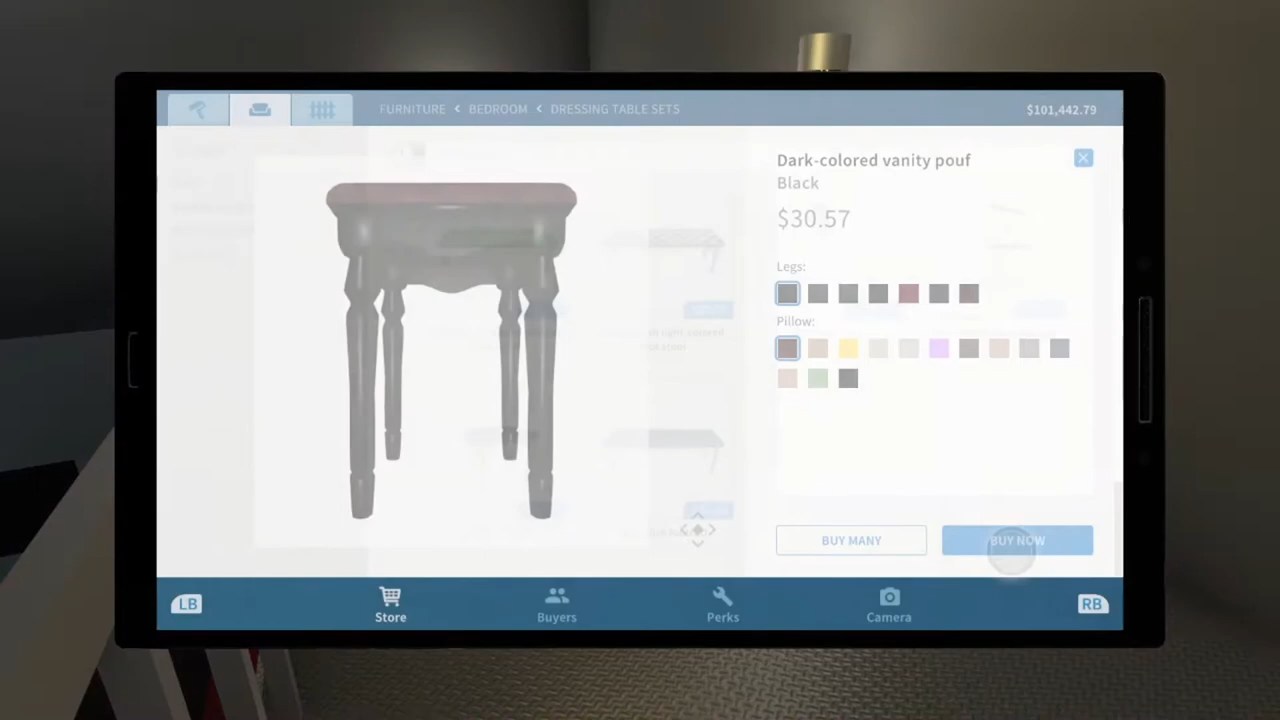 FURNITURE < BEDROOM < DRESSING TABLE SETS
$101,442.79
Dark-colored vanity pouf
Black
$30.57
Legs:
Pillow:
BUY MANY
BUY NOW
LB
Store
Buyers
Perks
Camera
RB